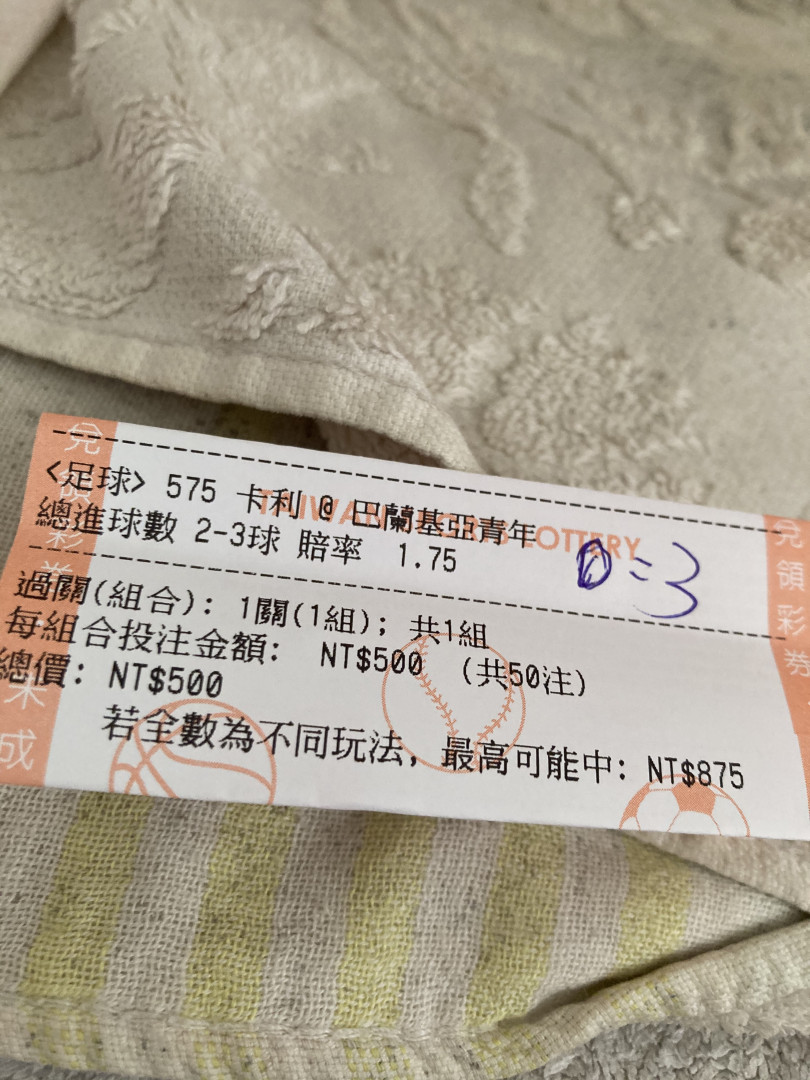 <足球> 575 卡利 @ 巴蘭基亞青年
總進球數 2-3球 賠率 1.75
0=3
過關(組合): 1關(1組); 共1組
每組合投注金額: NT$500 (共50注)
總價: NT$500
若全數為不同玩法, 最高可能中: NT$875
兌領彩券
兌領彩券
未成